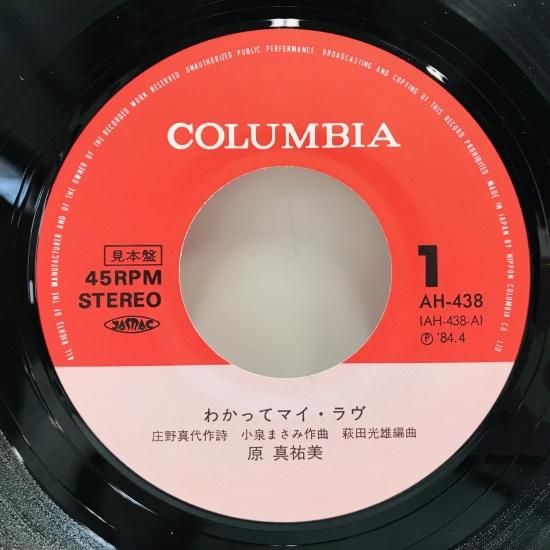 ALL RIGHTS OF THE MANUFACTURER AND OF THE OWNER OF THE RECORDED WORK RESERVED. UNAUTHORIZED PUBLIC PERFORMANCE, BROADCASTING AND COPYING OF THIS RECORD PROHIBITED. MADE IN JAPAN BY NIPPON COLUMBIA CO., LTD.
COLUMBIA
見本盤
45RPM
STEREO
JASRAC
1
AH-438
(AH-438-A)
Ⓟ '84.4
わかってマイ・ラヴ
庄野真代作詩 小泉まさみ作曲 萩田光雄編曲
原 真祐美